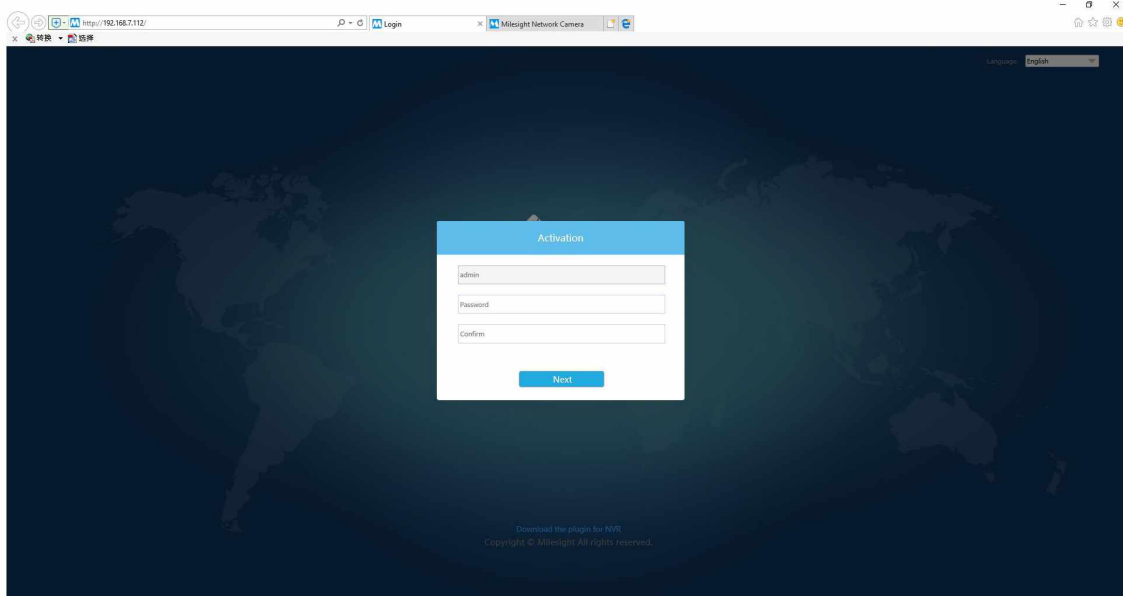 http://192.168.7.112/
Login
Milesight Network Camera
转换
选择
Language:
English
Activation
admin
Password
Confirm
Next
Download the plugin for NVR
Copyright © Milesight All rights reserved.